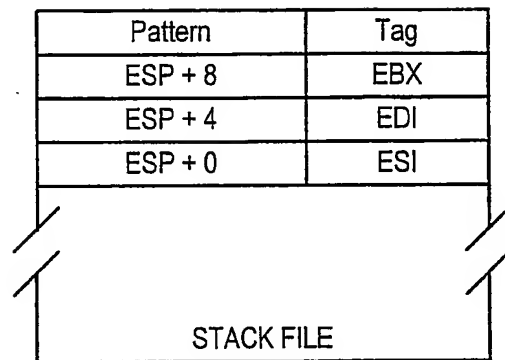 Pattern Tag
ESP + 8 EBX
ESP + 4 EDI
ESP + 0 ESI
STACK FILE